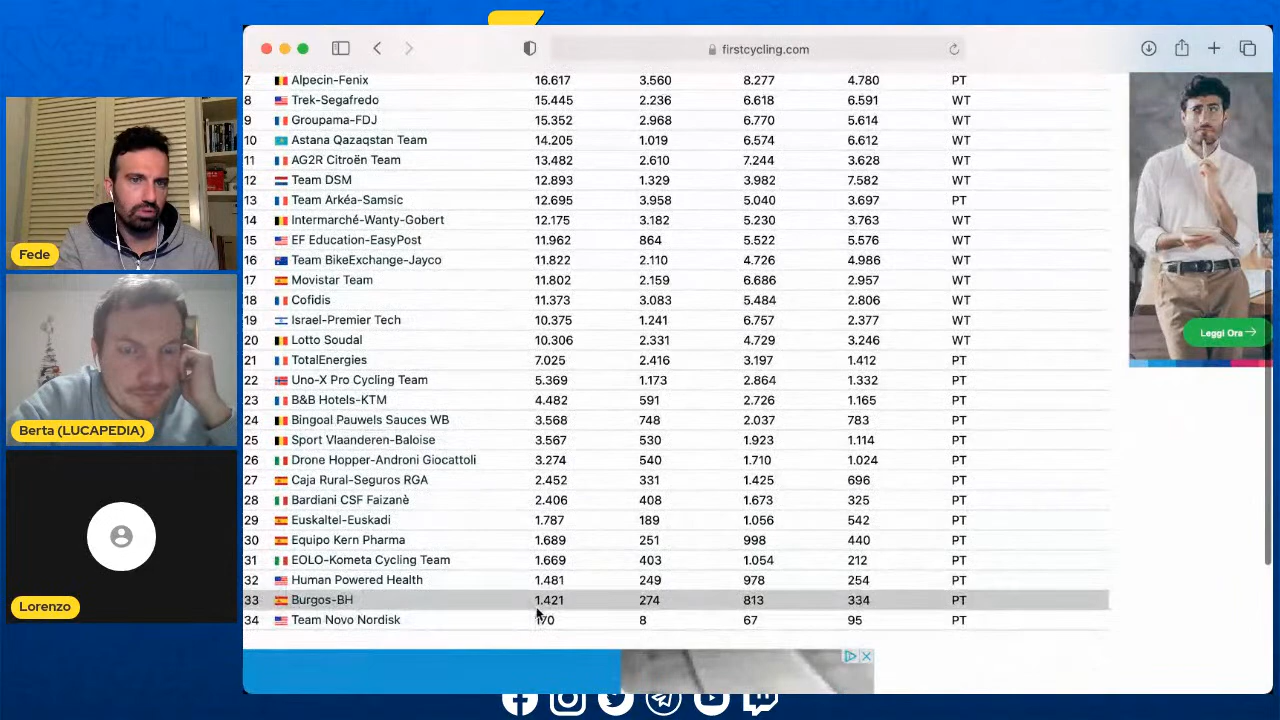 firstcycling.com
7 Alpecin-Fenix 16.617 3.560 8.277 4.780 PT
8 Trek-Segafredo 15.445 2.236 6.618 6.591 WT
9 Groupama-FDJ 15.352 2.968 6.770 5.614 WT
10 Astana Qazaqstan Team 14.205 1.019 6.574 6.612 WT
11 AG2R Citroën Team 13.482 2.610 7.244 3.628 WT
12 Team DSM 12.893 1.329 3.982 7.582 WT
13 Team Arkéa-Samsic 12.695 3.958 5.040 3.697 PT
14 Intermarché-Wanty-Gobert 12.175 3.182 5.230 3.763 WT
15 EF Education-EasyPost 11.962 864 5.522 5.576 WT
16 Team BikeExchange-Jayco 11.822 2.110 4.726 4.986 WT
17 Movistar Team 11.802 2.159 6.686 2.957 WT
18 Cofidis 11.373 3.083 5.484 2.806 WT
19 Israel-Premier Tech 10.375 1.241 6.757 2.377 WT
20 Lotto Soudal 10.306 2.331 4.729 3.246 WT
21 TotalEnergies 7.025 2.416 3.197 1.412 PT
22 Uno-X Pro Cycling Team 5.369 1.173 2.864 1.332 PT
23 B&B Hotels-KTM 4.482 591 2.726 1.165 PT
24 Bingoal Pauwels Sauces WB 3.568 748 2.037 783 PT
25 Sport Vlaanderen-Baloise 3.567 530 1.923 1.114 PT
26 Drone Hopper-Androni Giocattoli 3.274 540 1.710 1.024 PT
27 Caja Rural-Seguros RGA 2.452 331 1.425 696 PT
28 Bardiani CSF Faizanè 2.406 408 1.673 325 PT
29 Euskaltel-Euskadi 1.787 189 1.056 542 PT
30 Equipo Kern Pharma 1.689 251 998 440 PT
31 EOLO-Kometa Cycling Team 1.669 403 1.054 212 PT
32 Human Powered Health 1.481 249 978 254 PT
33 Burgos-BH 1.421 274 813 334 PT
34 Team Novo Nordisk 170 8 67 95 PT
Leggi Ora
Fede
Berta (LUCAPEDIA)
Lorenzo